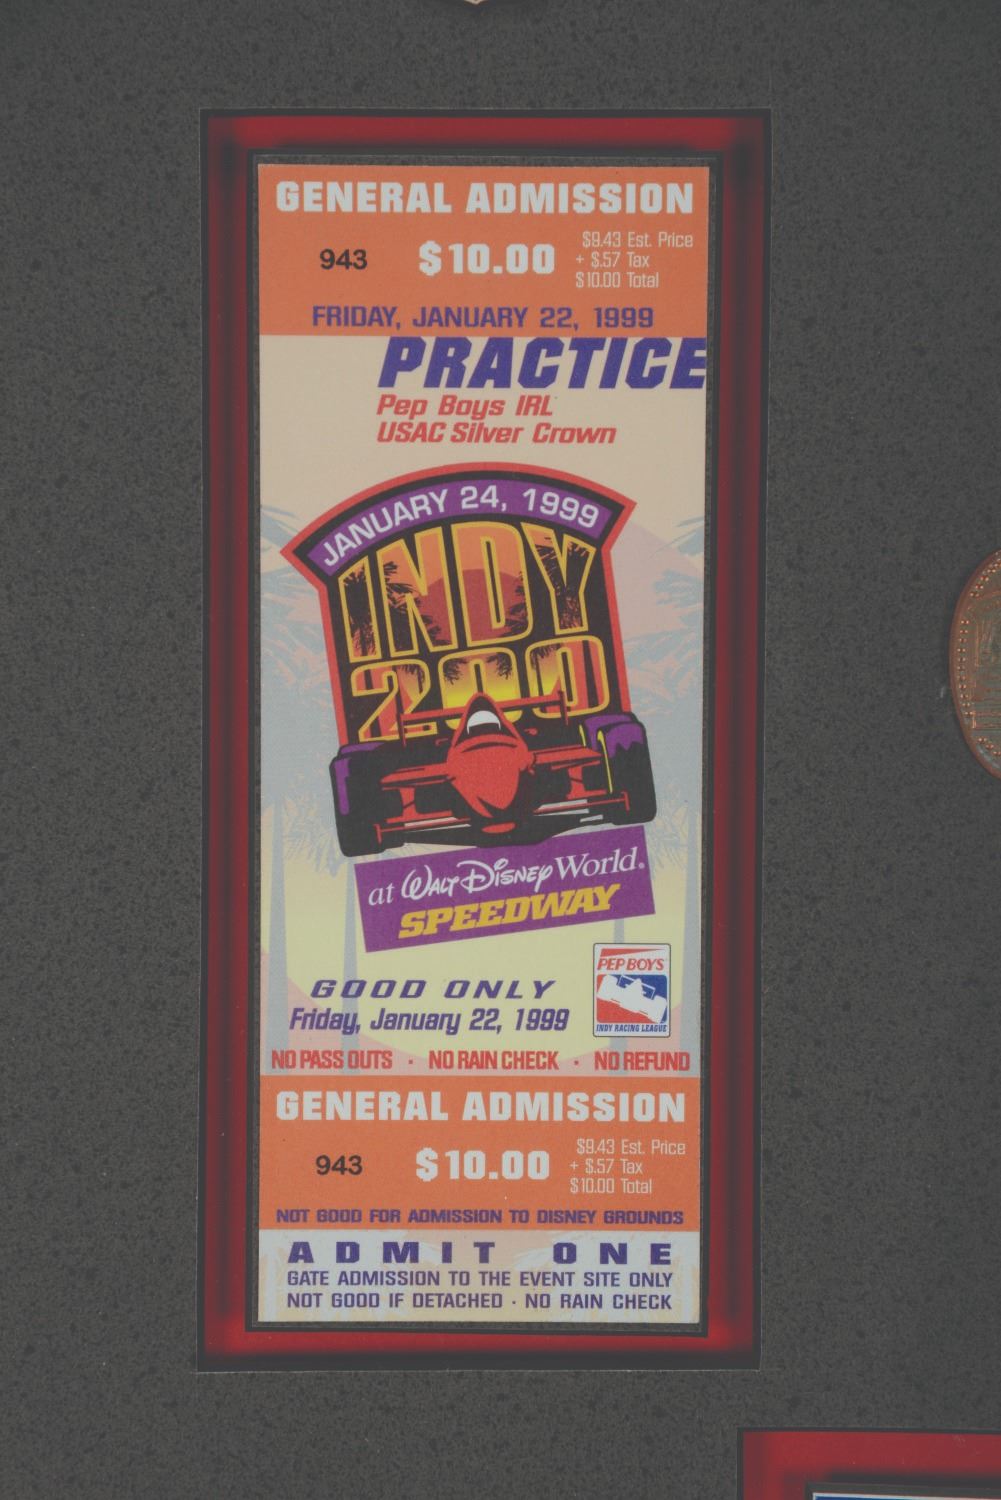 GENERAL ADMISSION
943
$10.00
$9.43 Est. Price
+ $.57 Tax
$10.00 Total
FRIDAY, JANUARY 22, 1999
PRACTICE
Pep Boys IRL
USAC Silver Crown
JANUARY 24, 1999
INDY
200
at Walt Disney World®
SPEEDWAY
GOOD ONLY
Friday, January 22, 1999
PEP BOYS
INDY RACING LEAGUE
NO PASS OUTS · NO RAIN CHECK · NO REFUND
GENERAL ADMISSION
943
$10.00
$9.43 Est. Price
+ $.57 Tax
$10.00 Total
NOT GOOD FOR ADMISSION TO DISNEY GROUNDS
ADMIT ONE
GATE ADMISSION TO THE EVENT SITE ONLY
NOT GOOD IF DETACHED · NO RAIN CHECK